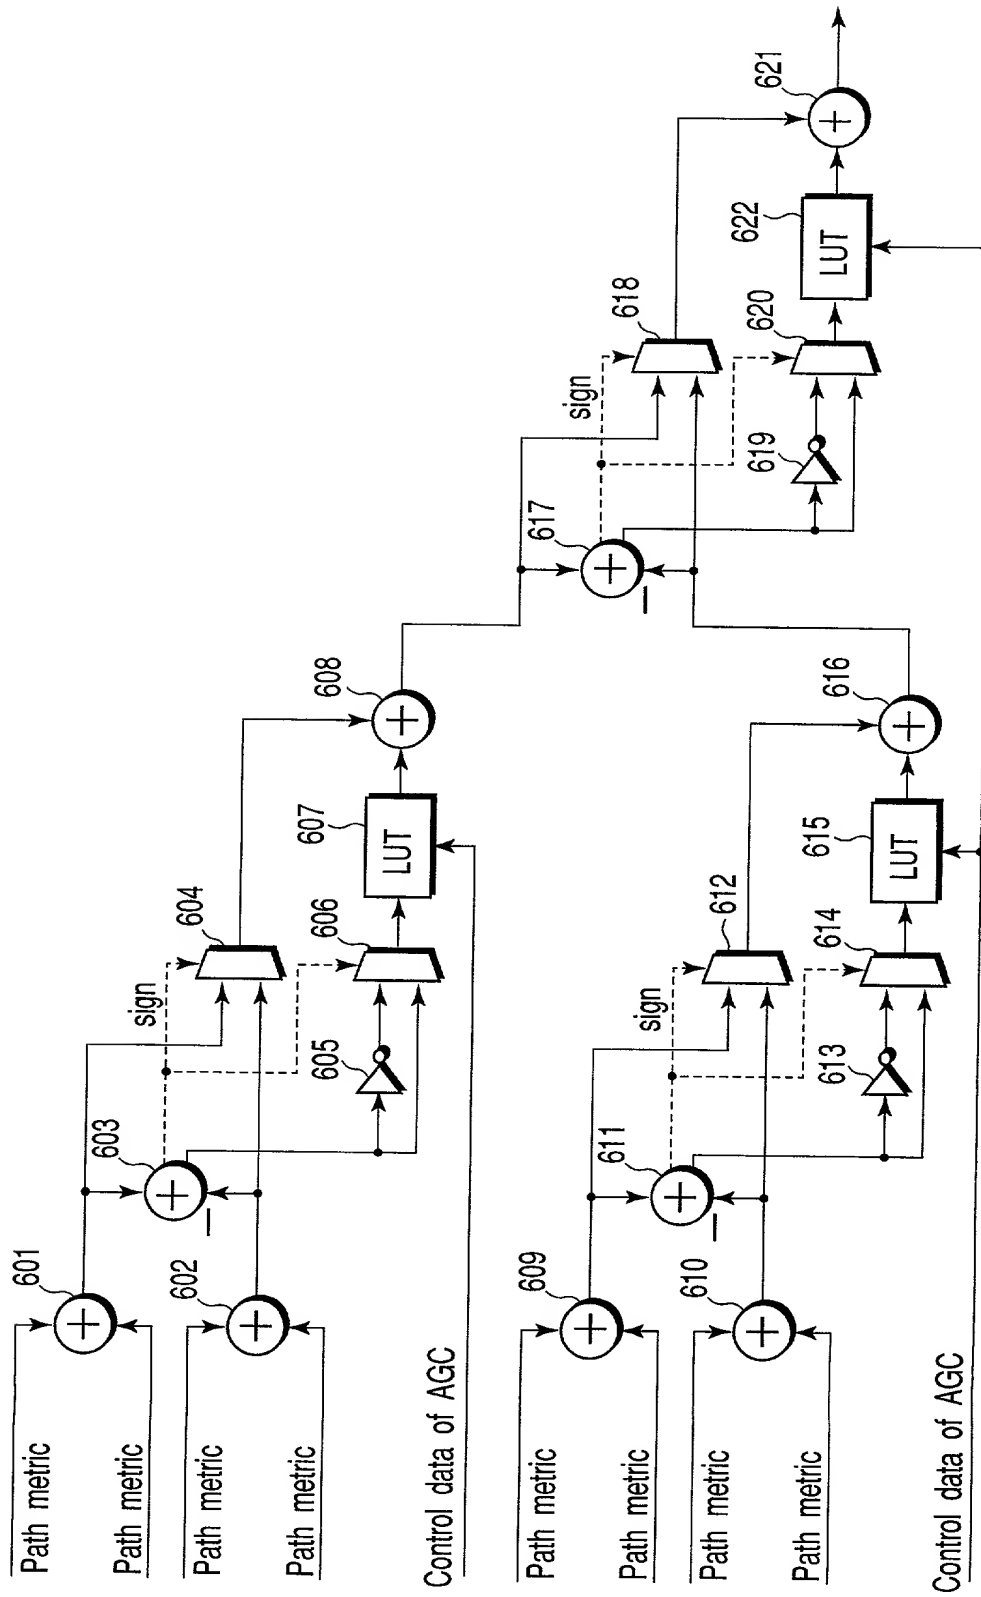 Path metric
Path metric
Path metric
Path metric
Control data of AGC
601
602
603
604
605
606
607
608
sign
+
+
+
−
LUT
+
Path metric
Path metric
Path metric
Path metric
Control data of AGC
609
610
611
612
613
614
615
616
sign
+
+
+
−
LUT
+
617
618
619
620
622
621
sign
+
−
LUT
+